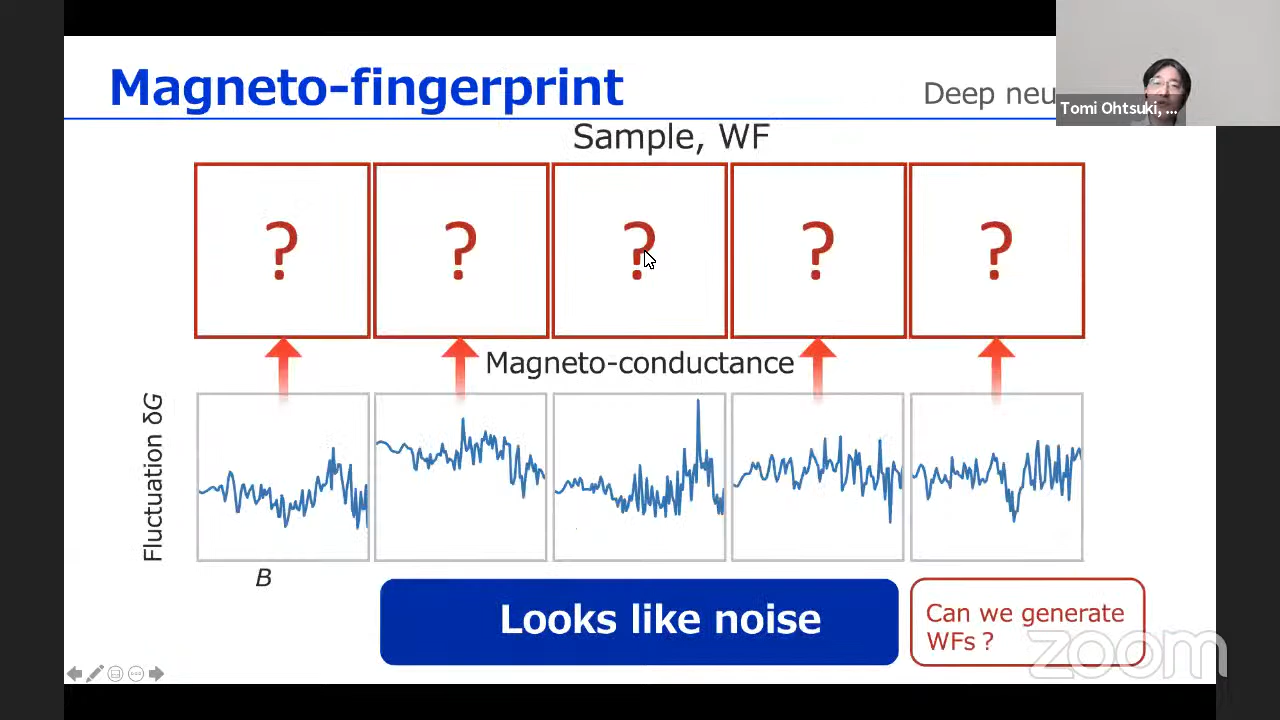 Magneto-fingerprint
Deep neu
Tomi Ohtsuki, ...
Sample, WF
? ? ? ? ?
Magneto-conductance
Fluctuation δG
B
Looks like noise
Can we generate
WFs ?
zoom